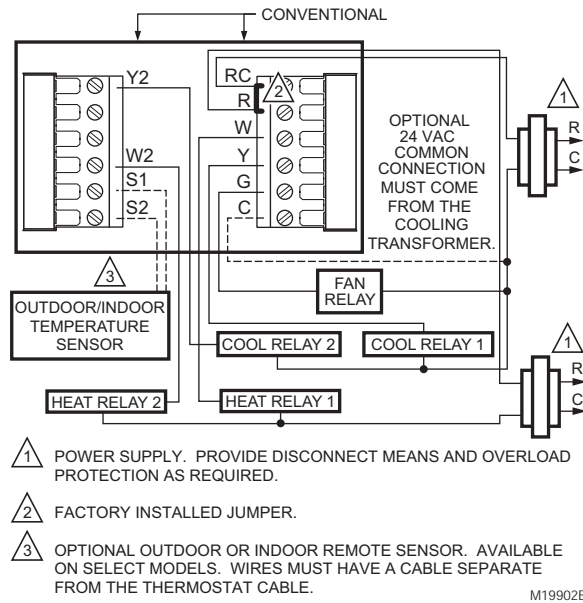 CONVENTIONAL
Y2
W2
S1
S2
RC
R
W
Y
G
C
2
OPTIONAL
24 VAC
COMMON
CONNECTION
MUST COME
FROM THE
COOLING
TRANSFORMER.
1
R
C
3
OUTDOOR/INDOOR
TEMPERATURE
SENSOR
FAN
RELAY
COOL RELAY 2
COOL RELAY 1
1
R
C
HEAT RELAY 2
HEAT RELAY 1
1 POWER SUPPLY. PROVIDE DISCONNECT MEANS AND OVERLOAD
PROTECTION AS REQUIRED.
2 FACTORY INSTALLED JUMPER.
3 OPTIONAL OUTDOOR OR INDOOR REMOTE SENSOR. AVAILABLE
ON SELECT MODELS. WIRES MUST HAVE A CABLE SEPARATE
FROM THE THERMOSTAT CABLE.